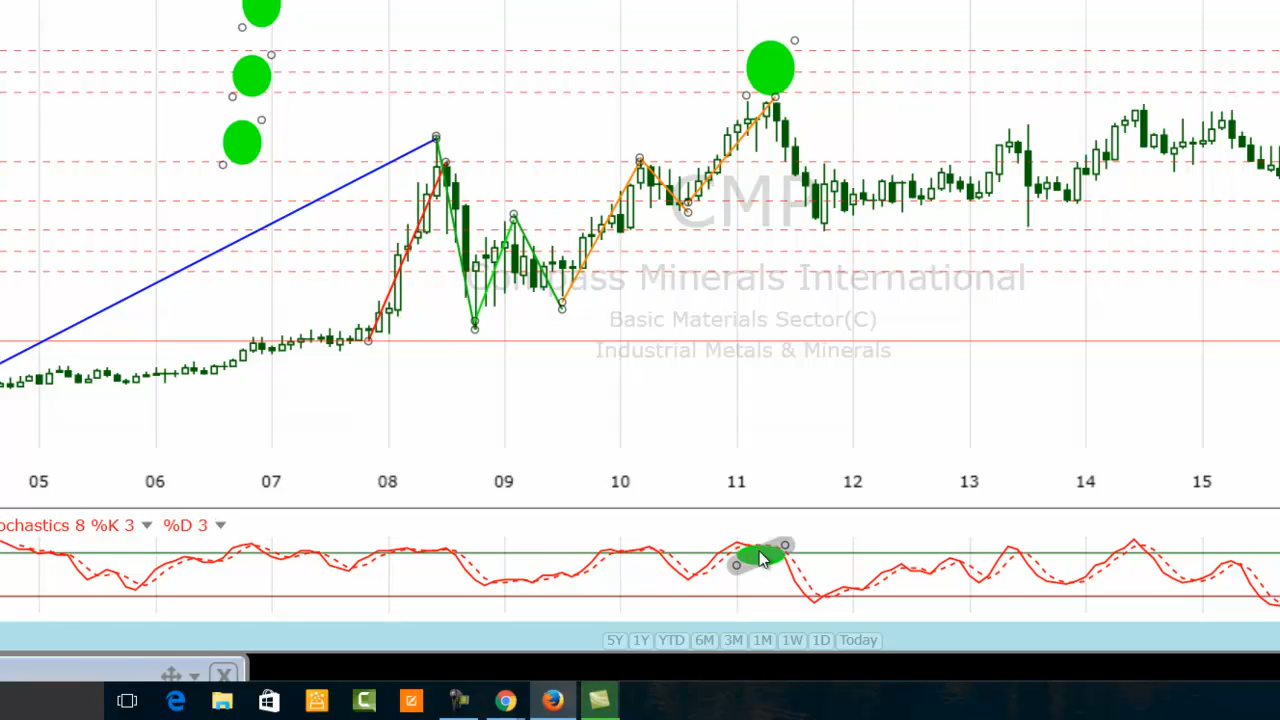 CMP
Compass Minerals International
Basic Materials Sector(C)
Industrial Metals & Minerals
05 06 07 08 09 10 11 12 13 14 15
ochastics 8 %K 3 %D 3
5Y 1Y YTD 6M 3M 1M 1W 1D Today